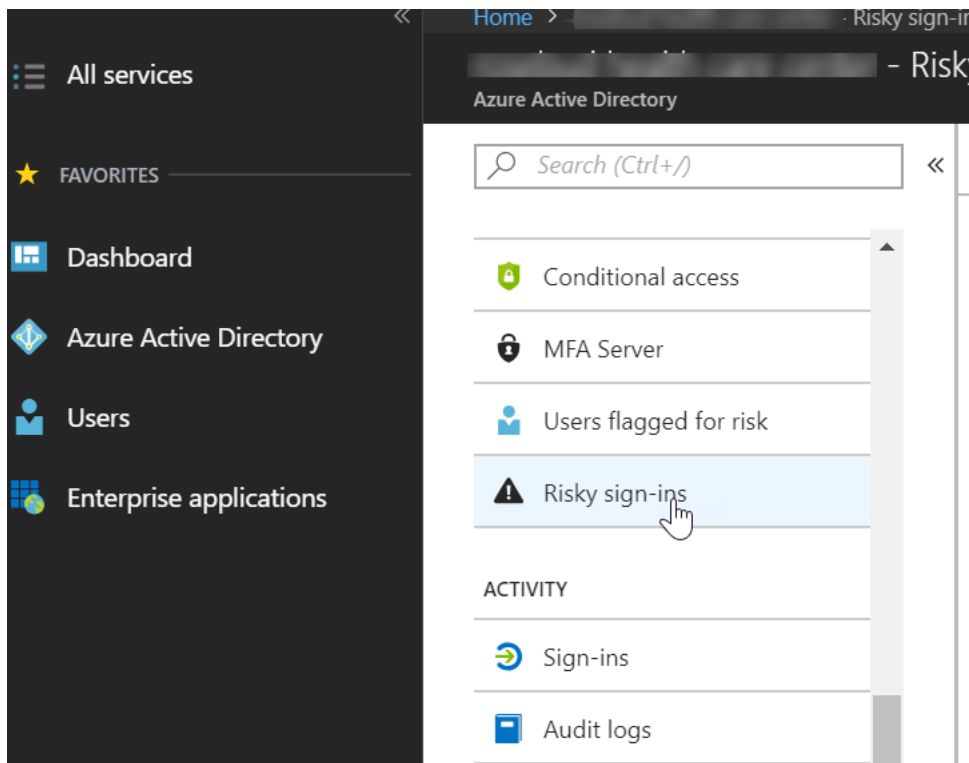 Home > - Risky sign-in
- Risky
Azure Active Directory
All services
FAVORITES
Dashboard
Azure Active Directory
Users
Enterprise applications
Search (Ctrl+/)
Conditional access
MFA Server
Users flagged for risk
Risky sign-ins
ACTIVITY
Sign-ins
Audit logs